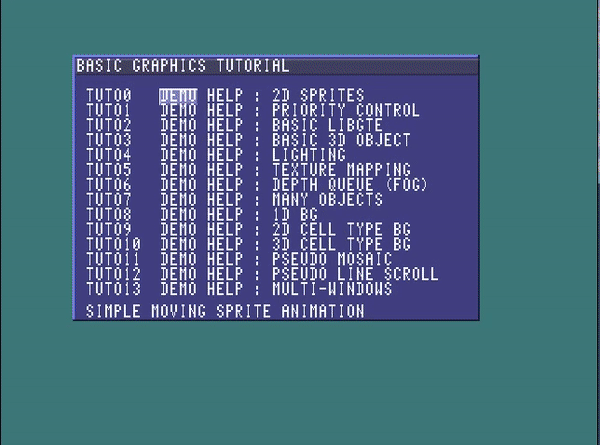 BASIC GRAPHICS TUTORIAL
TUTO0 DEMO HELP : 2D SPRITES
TUTO1 DEMO HELP : PRIORITY CONTROL
TUTO2 DEMO HELP : BASIC LIBGTE
TUTO3 DEMO HELP : BASIC 3D OBJECT
TUTO4 DEMO HELP : LIGHTING
TUTO5 DEMO HELP : TEXTURE MAPPING
TUTO6 DEMO HELP : DEPTH QUEUE (FOG)
TUTO7 DEMO HELP : MANY OBJECTS
TUTO8 DEMO HELP : 1D BG
TUTO9 DEMO HELP : 2D CELL TYPE BG
TUTO10 DEMO HELP : 3D CELL TYPE BG
TUTO11 DEMO HELP : PSEUDO MOSAIC
TUTO12 DEMO HELP : PSEUDO LINE SCROLL
TUTO13 DEMO HELP : MULTI-WINDOWS
SIMPLE MOVING SPRITE ANIMATION